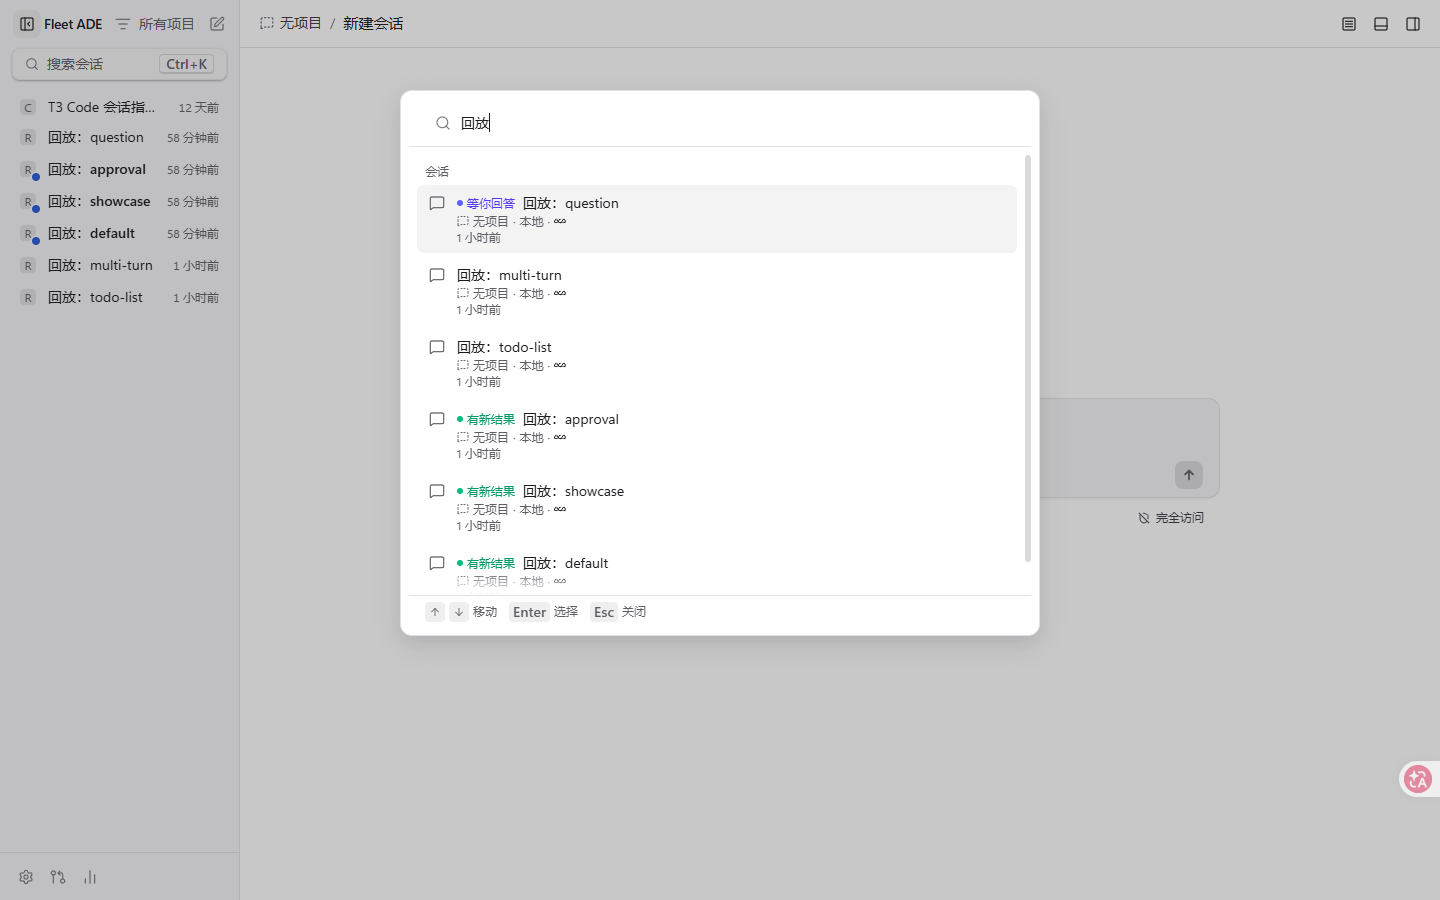 Fleet ADE 所有项目
搜索会话 Ctrl+K
C T3 Code 会话指... 12 天前
R 回放：question 58 分钟前
R 回放：approval 58 分钟前
R 回放：showcase 58 分钟前
R 回放：default 58 分钟前
R 回放：multi-turn 1 小时前
R 回放：todo-list 1 小时前
无项目 / 新建会话
回放
会话
等你回答 回放：question
无项目 · 本地 ·
1 小时前
回放：multi-turn
无项目 · 本地 ·
1 小时前
回放：todo-list
无项目 · 本地 ·
1 小时前
有新结果 回放：approval
无项目 · 本地 ·
1 小时前
有新结果 回放：showcase
无项目 · 本地 ·
1 小时前
有新结果 回放：default
无项目 · 本地 ·
↑ ↓ 移动 Enter 选择 Esc 关闭
完全访问